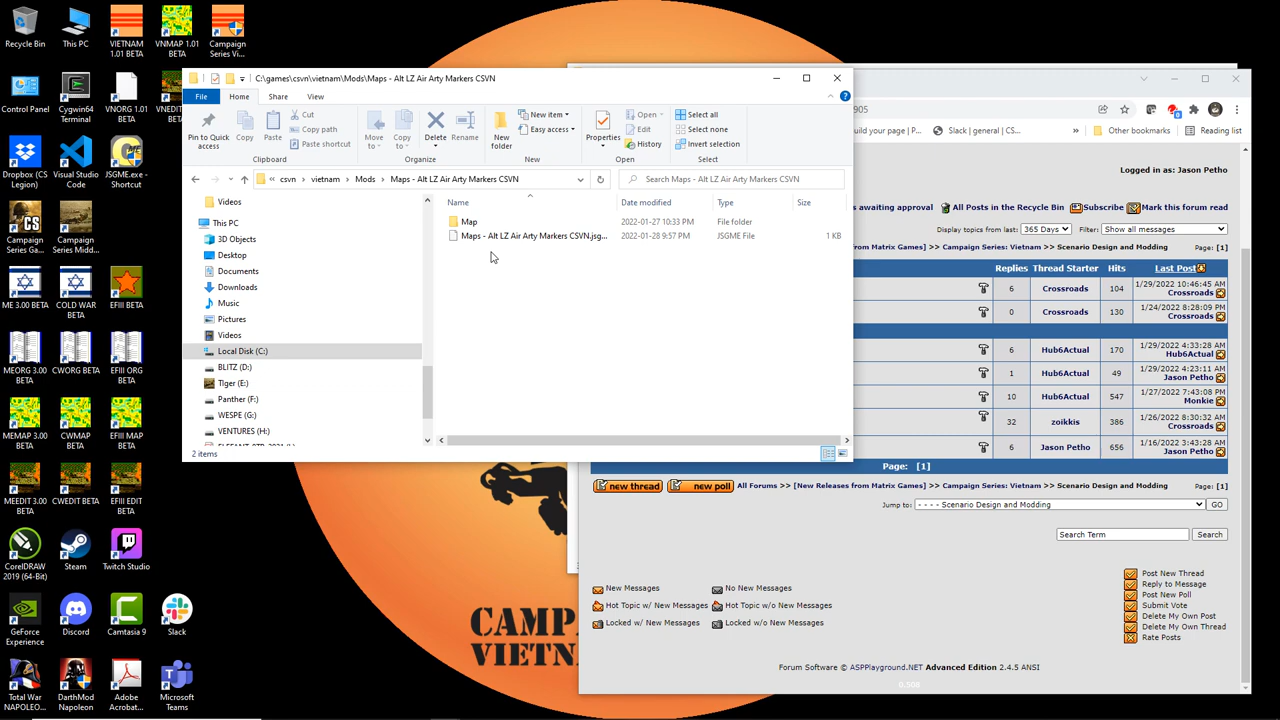 Recycle Bin
This PC
VIETNAM 1.01 BETA
VNMAP 1.01 BETA
Campaign Series Vi...
Control Panel
Cygwin64 Terminal
VNORG 1.01 BETA
VNEDIT
BETA
Dropbox (CS Legion)
Visual Studio Code
JSGME.exe - Shortcut
Campaign Series Gam...
Campaign Series Mi...
ME 3.00 BETA
COLD WAR BETA
EFIII BETA
MEORG 3.00 BETA
CWORG BETA
EFIII ORG BETA
MEMAP 3.00 BETA
CWMAP BETA
EFIII MAP BETA
MEEDIT 3.00 BETA
CWEDIT BETA
EFIII EDIT BETA
CorelDRAW 2019 (64-Bit)
Steam
Twitch Studio
GeForce Experience
Discord
Camtasia 9
Slack
Total War NAPOLEO...
DarthMod Napoleon
Adobe Acrobat...
Microsoft Teams
C:\games\csvn\vietnam\Mods\Maps - Alt LZ Air Arty Markers CSVN
File
Home
Share
View
Pin to Quick access
Copy
Paste
Cut
Copy path
Paste shortcut
Clipboard
Move to
Copy to
Delete
Rename
Organize
New folder
New item
Easy access
New
Properties
Open
Edit
History
Open
Select all
Select none
Invert selection
Select
csvn
vietnam
Mods
Maps - Alt LZ Air Arty Markers CSVN
Search Maps - Alt LZ Air Arty Markers CSVN
Name
Date modified
Type
Size
Map
2022-01-27 10:33 PM
File folder
Maps - Alt LZ Air Arty Markers CSVN.jsg...
2022-01-28 9:57 PM
JSGME File
1 KB
Videos
This PC
3D Objects
Desktop
Documents
Downloads
Music
Pictures
Videos
Local Disk (C:)
BLITZ (D:)
Tiger (E:)
Panther (F:)
WESPE (G:)
VENTURES (H:)
2 items
905
build your page | P...
Slack | general | CS...
Other bookmarks
Reading list
Logged in as: Jason Petho
s awaiting approval
All Posts in the Recycle Bin
Subscribe
Mark this forum read
Display topics from last: 365 Days
Filter: Show all messages
from Matrix Games] >> Campaign Series: Vietnam >> Scenario Design and Modding
Page: [1]
Replies
Thread Starter
Hits
Last Post
6
Crossroads
104
1/29/2022 10:46:45 AM
Crossroads
0
Crossroads
130
1/24/2022 8:28:09 PM
Crossroads
6
Hub6Actual
170
1/29/2022 4:33:28 AM
Hub6Actual
1
Hub6Actual
49
1/29/2022 4:23:11 AM
Jason Petho
10
Hub6Actual
547
1/27/2022 7:43:08 PM
Monkie
32
zoikkis
386
1/26/2022 8:30:32 PM
Crossroads
6
Jason Petho
656
1/16/2022 3:43:28 AM
Jason Petho
Page: [1]
new thread
new poll
All Forums >> [New Releases from Matrix Games] >> Campaign Series: Vietnam >> Scenario Design and Modding
Page: [1]
Jump to:
- - - - Scenario Design and Modding
GO
Search Term
Search
New Messages
No New Messages
Hot Topic w/ New Messages
Hot Topic w/o New Messages
Locked w/ New Messages
Locked w/o New Messages
Post New Thread
Reply to Message
Post New Poll
Submit Vote
Delete My Own Post
Delete My Own Thread
Rate Posts
Forum Software © ASPPlayground.NET Advanced Edition 2.4.5 ANSI
0.508
CAMP
VIETN